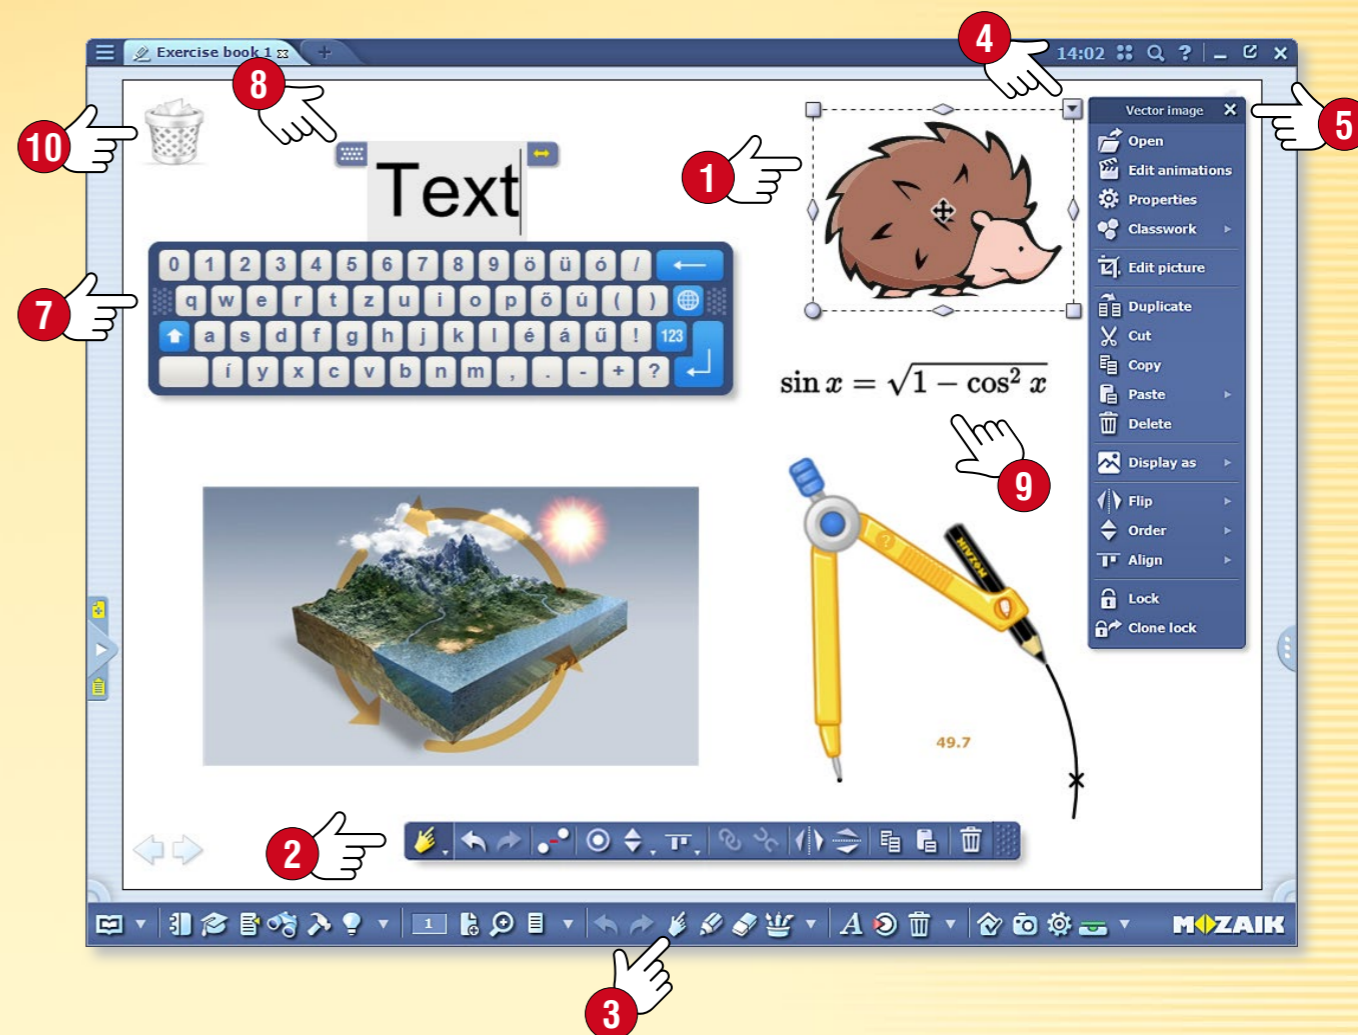 Exercise book 1
14:02
?
4
8
10
5
1
Text
Vector image
Open
Edit animations
Properties
Classwork
Edit picture
Duplicate
Cut
Copy
Paste
Delete
Display as
Flip
Order
Align
Lock
Clone lock
7
0 1 2 3 4 5 6 7 8 9 ö ü ó /
q w e r t z u i o p ő ú ( )
a s d f g h j k l é á ű ! 123
í y x c v b n m , . - + ?
sin x = √1 − cos² x
9
MOZAIK
49.7
2
1
A
MOZAIK
3